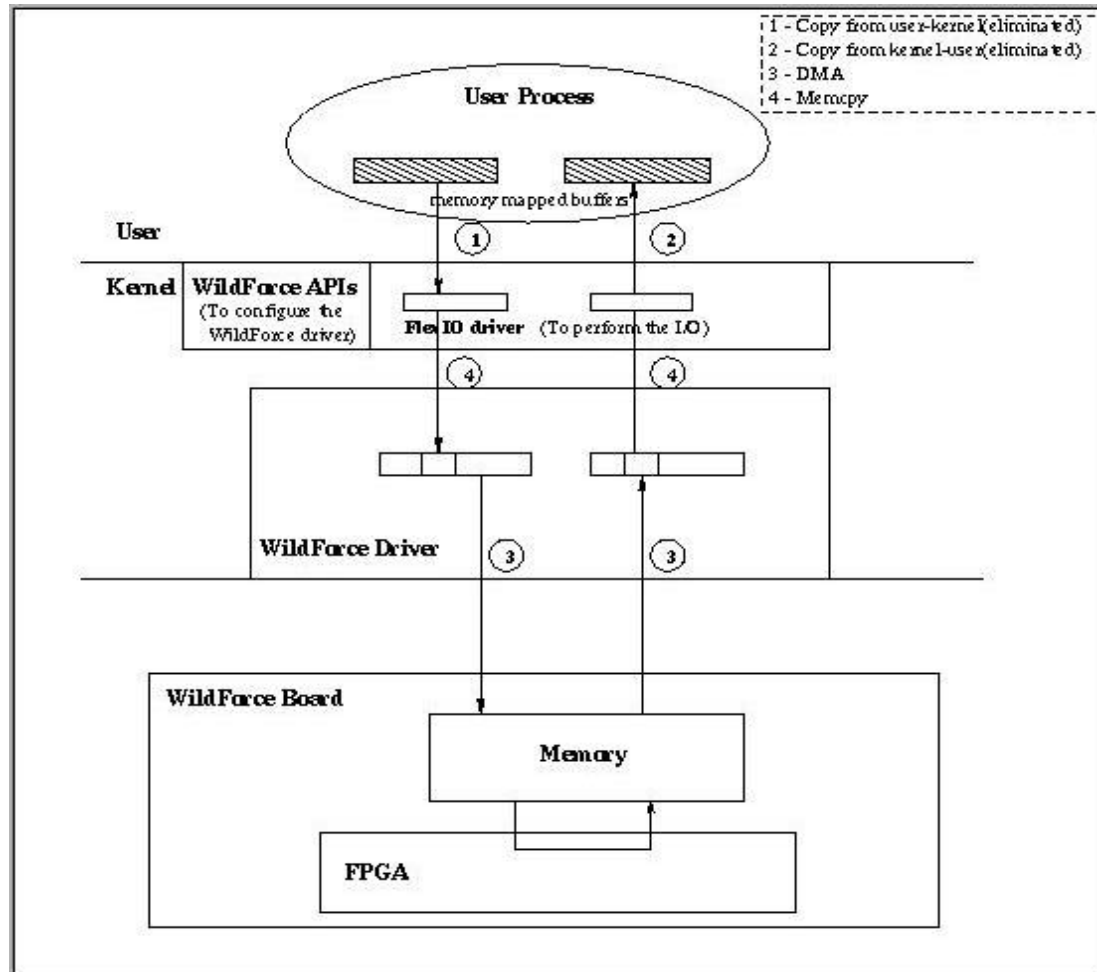 1 - Copy from user-kernel(eliminated)
2 - Copy from kernel-user(eliminated)
3 - DMA
4 - Memcpy
User Process
memory mapped buffers
User
1
2
Kernel
WildForce APIs
(To configure the
WildForce driver)
FlexIO driver
(To perform the I/O)
4
4
WildForce Driver
3
3
WildForce Board
Memory
FPGA